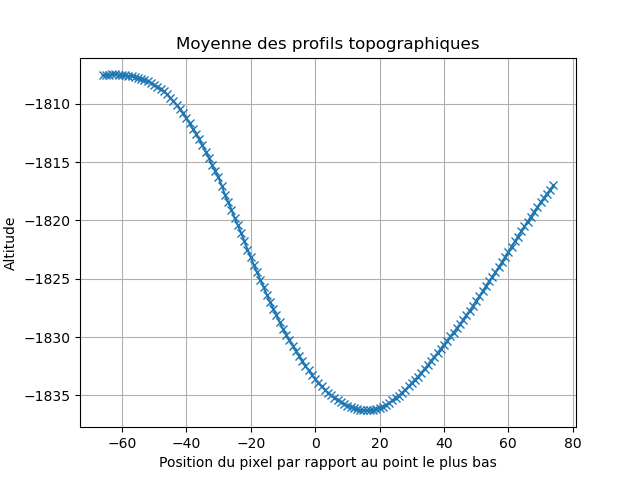 Moyenne des profils topographiques
Altitude
−1810
−1815
−1820
−1825
−1830
−1835
−60 −40 −20 0 20 40 60 80
Position du pixel par rapport au point le plus bas